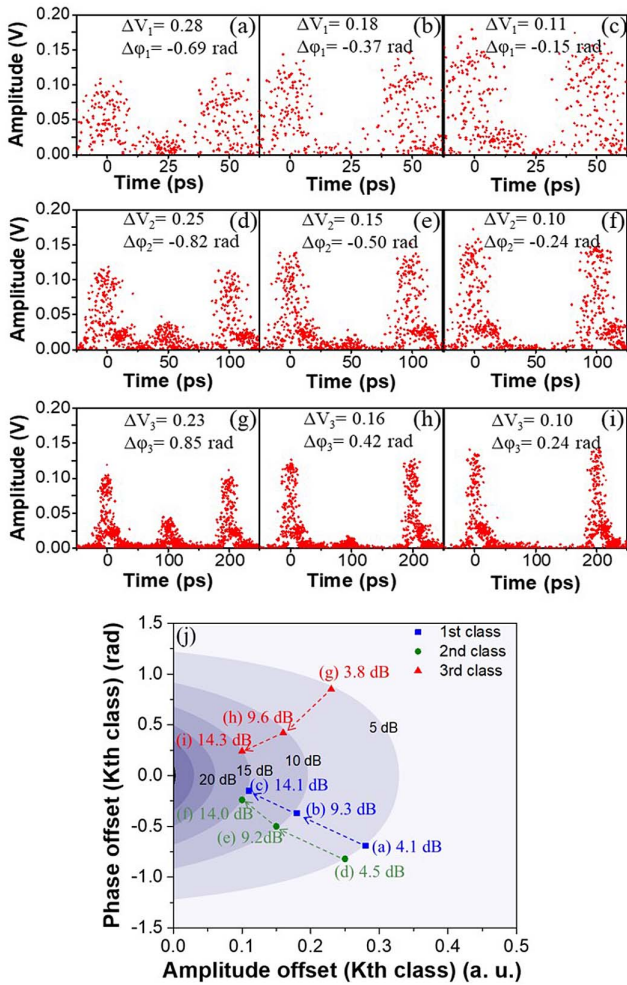 ΔV1= 0.28 (a) 0.18 (b) ΔV1= 0.11 (c)
Δφ1= -0.69 rad Δφ1= -0.37 rad Δφ1= -0.15 rad
Amplitude (V)
0.20
0.15
0.10
0.05
0.00
0 25 50 0 25 50 0 25 50
Time (ps) Time (ps) Time (ps)
ΔV2= 0.25 (d) ΔV2= 0.15 (e) ΔV2= 0.10 (f)
Δφ2= -0.82 rad Δφ2= -0.50 rad Δφ2= -0.24 rad
Amplitude (V)
0.20
0.15
0.10
0.05
0.00
0 50 100 0 50 100 0 50 100
Time (ps) Time (ps) Time (ps)
ΔV3= 0.23 (g) ΔV3= 0.16 (h) ΔV3= 0.10 (i)
Δφ3= 0.85 rad Δφ3= 0.42 rad Δφ3= 0.24 rad
Amplitude (V)
0.20
0.15
0.10
0.05
0.00
0 100 200 0 100 200 0 100 200
Time (ps) Time (ps) Time (ps)
(j)
1st class
2nd class
3rd class
Phase offset (Kth class) (rad)
1.5
1.0
0.5
0.0
-0.5
-1.0
-1.5
(g) 3.8 dB
(h) 9.6 dB
5 dB
(i) 14.3 dB
10 dB
15 dB
20 dB
(c) 14.1 dB
(f) 14.0 dB
(b) 9.3 dB
(e) 9.2dB
(a) 4.1 dB
(d) 4.5 dB
0.0 0.1 0.2 0.3 0.4 0.5
Amplitude offset (Kth class) (a. u.)